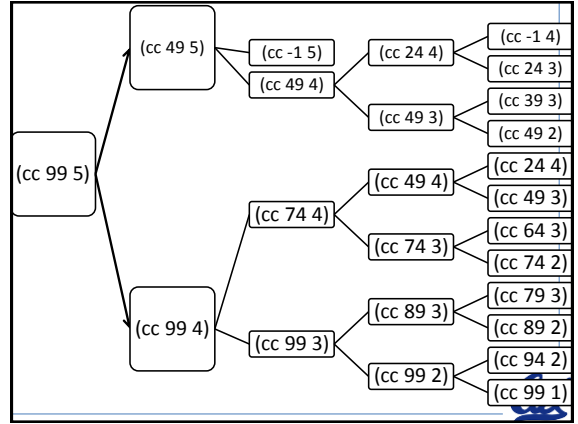 (cc 99 5)
(cc 49 5)
(cc 99 4)
(cc -1 5)
(cc 49 4)
(cc 74 4)
(cc 99 3)
(cc 24 4)
(cc 49 3)
(cc 49 4)
(cc 74 3)
(cc 89 3)
(cc 99 2)
(cc -1 4)
(cc 24 3)
(cc 39 3)
(cc 49 2)
(cc 24 4)
(cc 49 3)
(cc 64 3)
(cc 74 2)
(cc 79 3)
(cc 89 2)
(cc 94 2)
(cc 99 1)